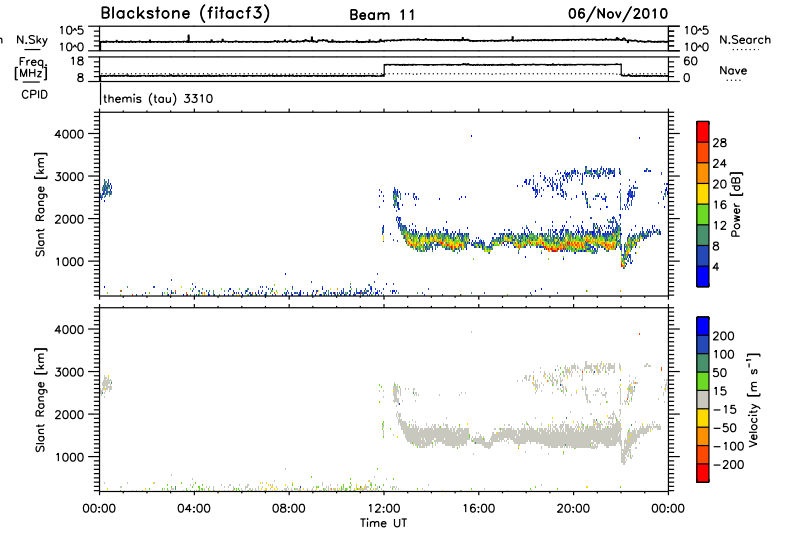 Blackstone (fitacf3)
Beam 11
06/Nov/2010
N.Sky
10^5
10^0
10^5
10^0
N.Search
Freq.
[MHz]
18
8
60
0
Nave
CPID
themis (tau) 3310
Slant Range [km]
4000
3000
2000
1000
28
24
20
16
12
8
4
Power [dB]
Slant Range [km]
4000
3000
2000
1000
200
100
50
15
−15
−50
−100
−200
Velocity [m s⁻¹]
00:00 04:00 08:00 12:00 16:00 20:00 00:00
Time UT